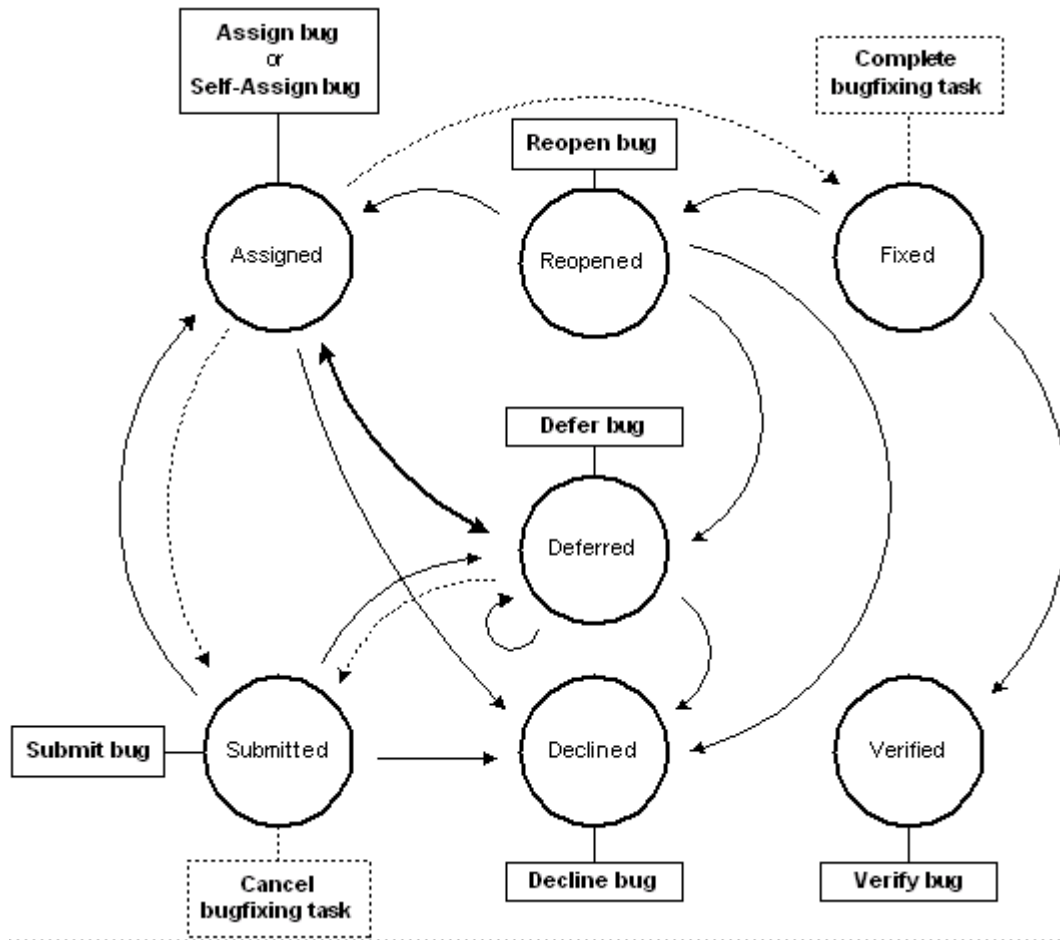 Assign bug
or
Self-Assign bug
Complete
bugfixing task
Reopen bug
Assigned
Reopened
Fixed
Defer bug
Deferred
Submit bug
Submitted
Declined
Verified
Cancel
bugfixing task
Decline bug
Verify bug